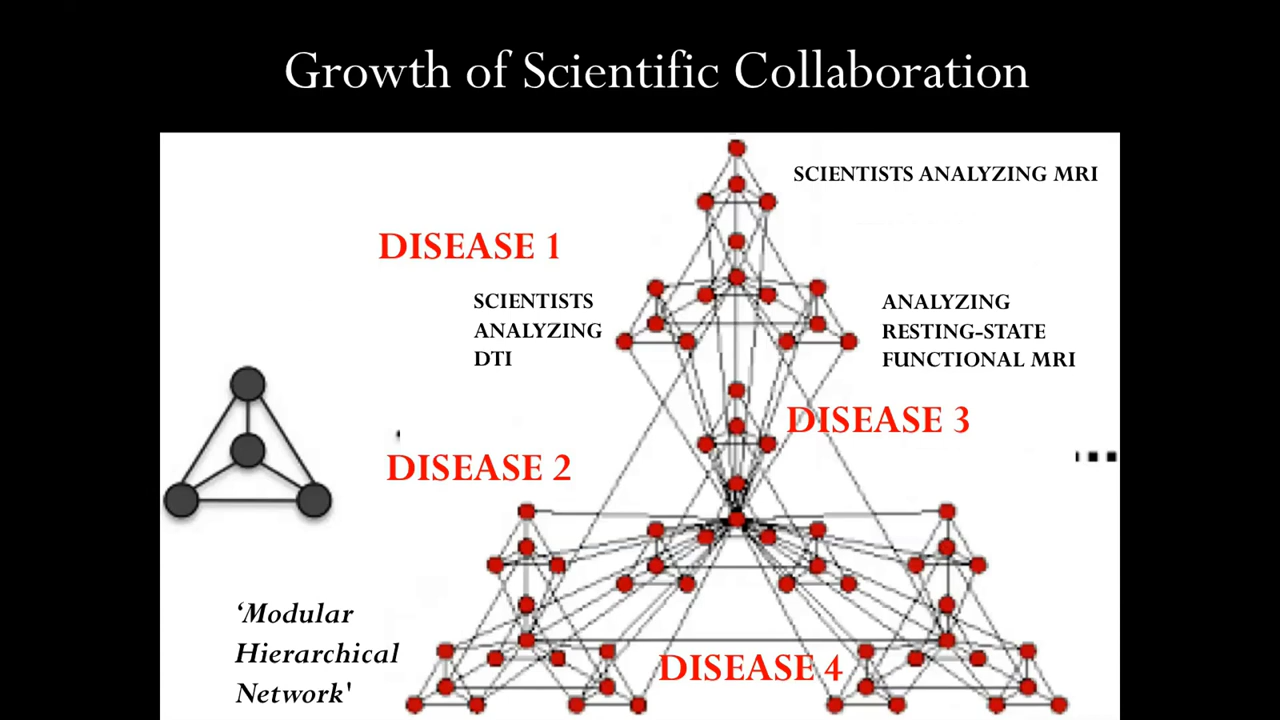 Growth of Scientific Collaboration
SCIENTISTS ANALYZING MRI
DISEASE 1
SCIENTISTS
ANALYZING
DTI
ANALYZING
RESTING-STATE
FUNCTIONAL MRI
DISEASE 3
DISEASE 2
...
‘Modular
Hierarchical
Network'
DISEASE 4